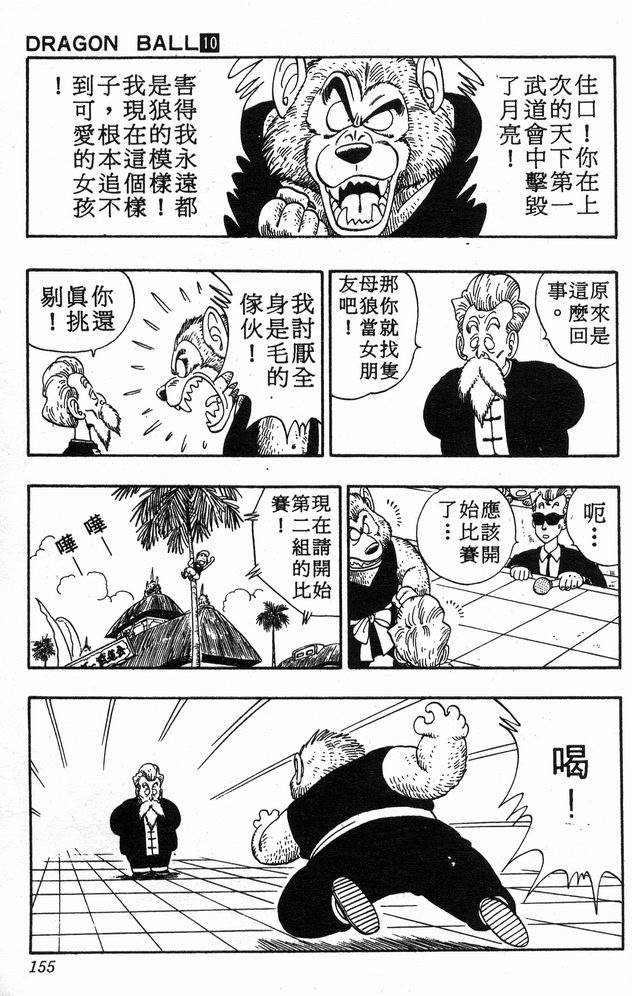 DRAGON BALL 10
住口！你在上
次的天下第一
武道會中擊毀
了月亮！
害得我永遠都
是狼的模樣！
我現在這個樣
子，根本追不
到可愛的女孩
！
原來是
這麼回
事。
那你就找隻
母狼當女朋
友吧！
我討厭全
身是毛的
傢伙！
你還
真挑
剔！
呃…
應該開
始比賽
了…
現在請開始
第二組的比
賽！
嘩—
嘩—
喝！
155